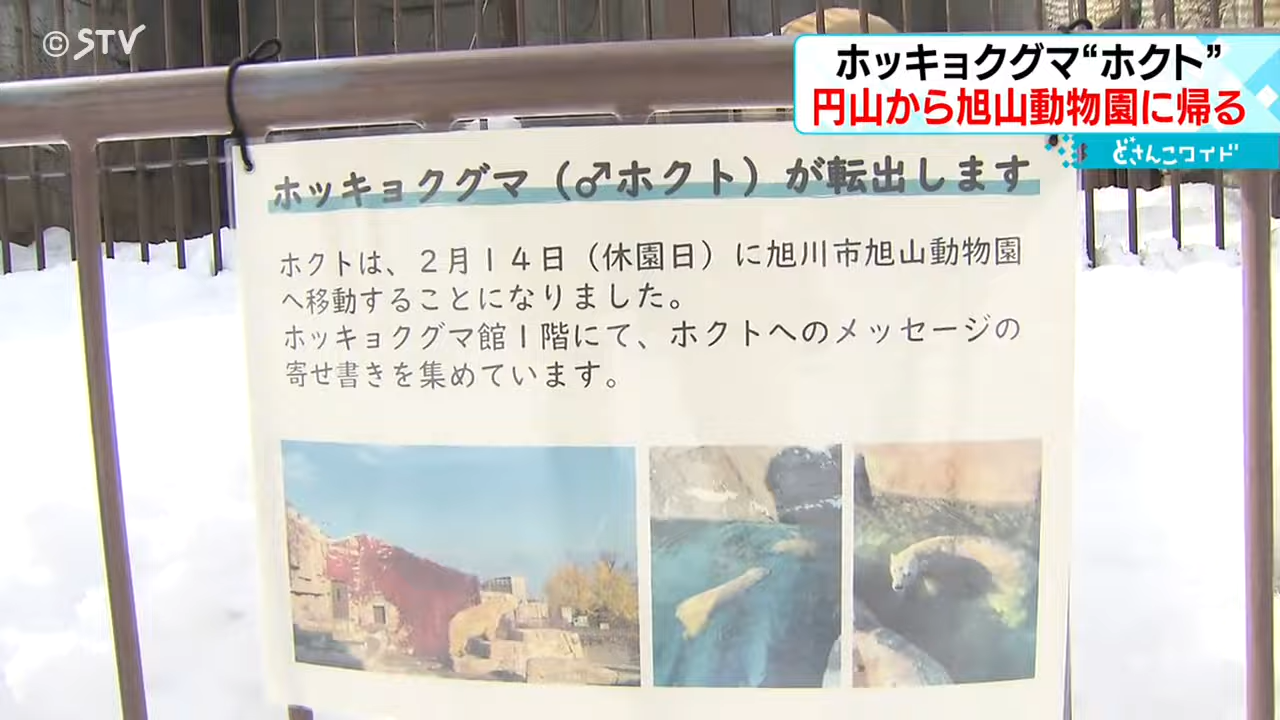 © STV
ホッキョクグマ“ホクト”
円山から旭山動物園に帰る
どさんこワイド
ホッキョクグマ（♂ホクト）が転出します
ホクトは、２月１４日（休園日）に旭川市旭山動物園
へ移動することになりました。
ホッキョクグマ館１階にて、ホクトへのメッセージの
寄せ書きを集めています。